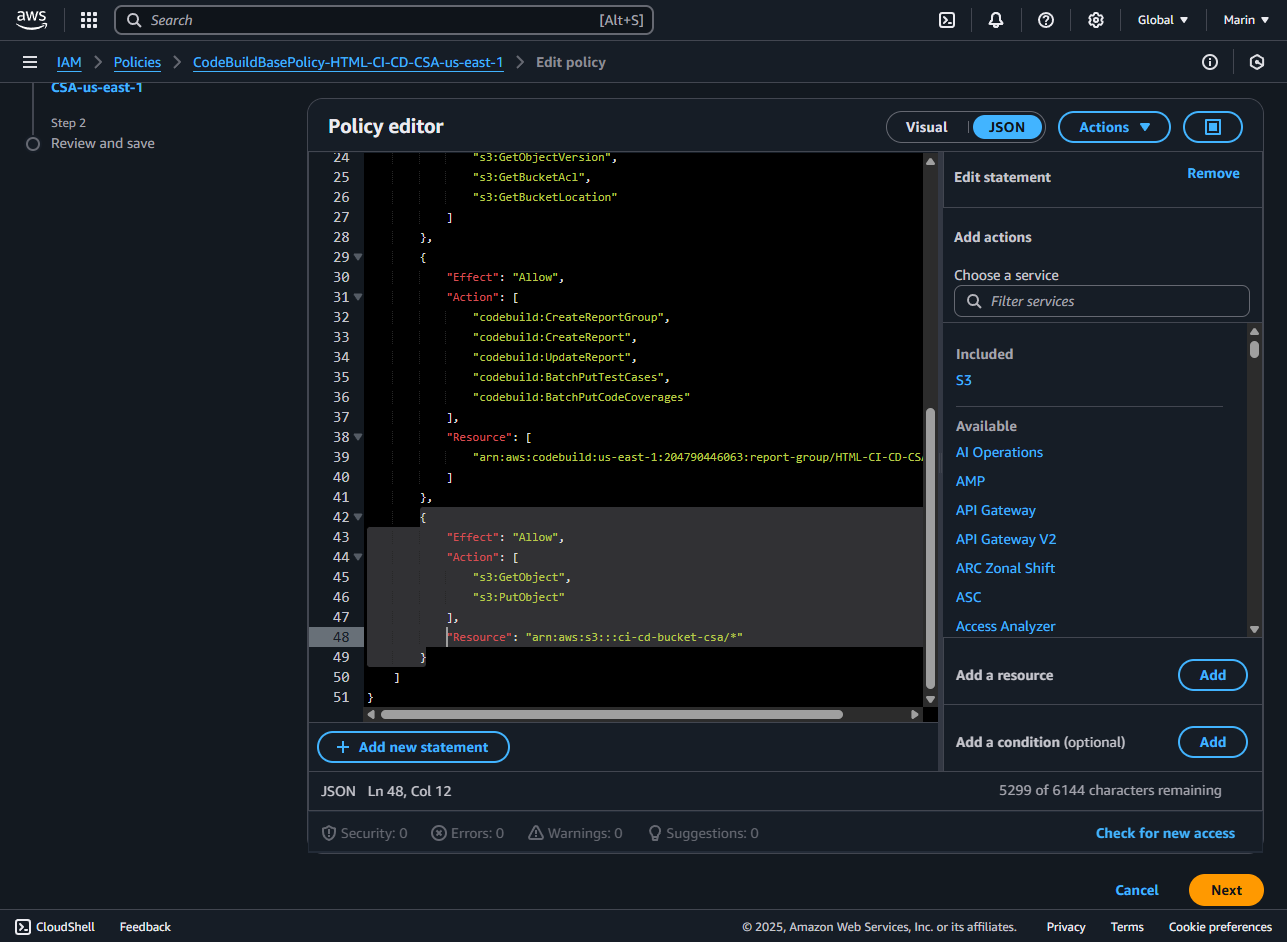 aws
Search [Alt+S]
Global ▼ Marin ▼
IAM > Policies > CodeBuildBasePolicy-HTML-CI-CD-CSA-us-east-1 > Edit policy
CSA-us-east-1
Step 2
Review and save
Policy editor
Visual JSON Actions ▼
24 "s3:GetObjectVersion",
25 "s3:GetBucketAcl",
26 "s3:GetBucketLocation"
27 ]
28 },
29 {
30 "Effect": "Allow",
31 "Action": [
32 "codebuild:CreateReportGroup",
33 "codebuild:CreateReport",
34 "codebuild:UpdateReport",
35 "codebuild:BatchPutTestCases",
36 "codebuild:BatchPutCodeCoverages"
37 ],
38 "Resource": [
39 "arn:aws:codebuild:us-east-1:204790446063:report-group/HTML-CI-CD-CSA
40 ]
41 },
42 {
43 "Effect": "Allow",
44 "Action": [
45 "s3:GetObject",
46 "s3:PutObject"
47 ],
48 "Resource": "arn:aws:s3:::ci-cd-bucket-csa/*"
49 }
50 ]
51 }
+ Add new statement
JSON Ln 48, Col 12
5299 of 6144 characters remaining
Security: 0 Errors: 0 Warnings: 0 Suggestions: 0
Check for new access
Edit statement
Remove
Add actions
Choose a service
Filter services
Included
S3
Available
AI Operations
AMP
API Gateway
API Gateway V2
ARC Zonal Shift
ASC
Access Analyzer
Add a resource
Add
Add a condition (optional)
Add
Cancel
Next
CloudShell Feedback
© 2025, Amazon Web Services, Inc. or its affiliates. Privacy Terms Cookie preferences